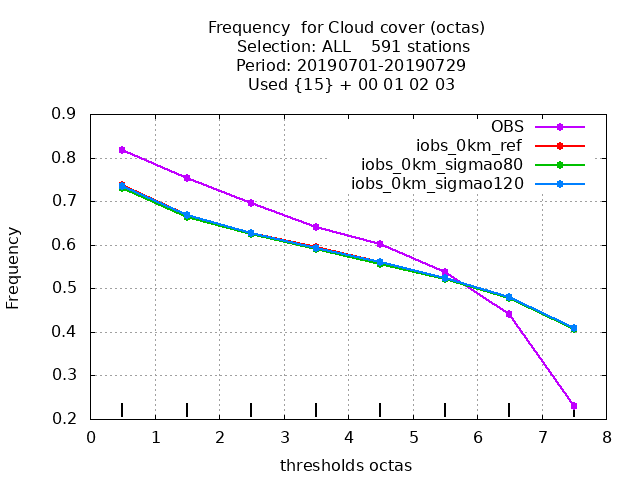 Frequency  for Cloud cover (octas)
Selection: ALL    591 stations
Period: 20190701-20190729
Used {15} + 00 01 02 03
OBS
iobs_0km_ref
iobs_0km_sigmao80
iobs_0km_sigmao120
0.9
0.8
0.7
0.6
0.5
0.4
0.3
0.2
Frequency
0 1 2 3 4 5 6 7 8
thresholds octas